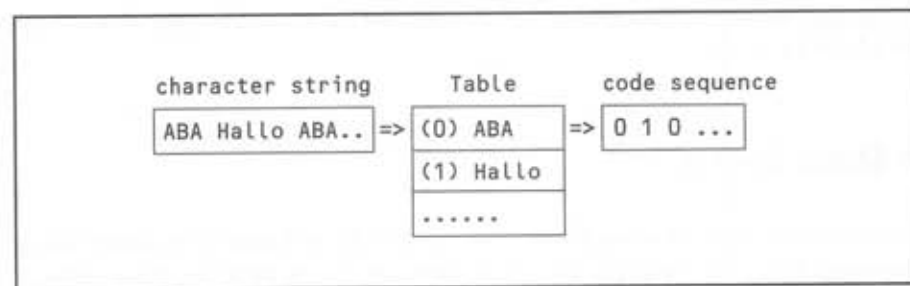 character string Table code sequence
ABA Hallo ABA.. => (0) ABA => 0 1 0 ...
(1) Hallo
......